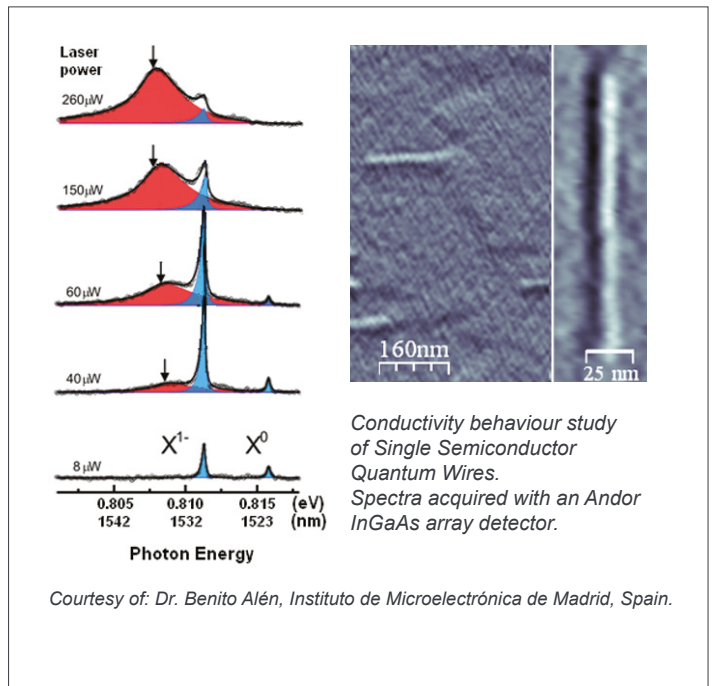 Laser
power
260μW
150μW
60μW
40μW
8μW
X1-
X0
0.805 0.810 0.815 (eV)
1542 1532 1523 (nm)
Photon Energy
160nm
25 nm
Conductivity behaviour study
of Single Semiconductor
Quantum Wires.
Spectra acquired with an Andor
InGaAs array detector.
Courtesy of: Dr. Benito Alén, Instituto de Microelectrónica de Madrid, Spain.